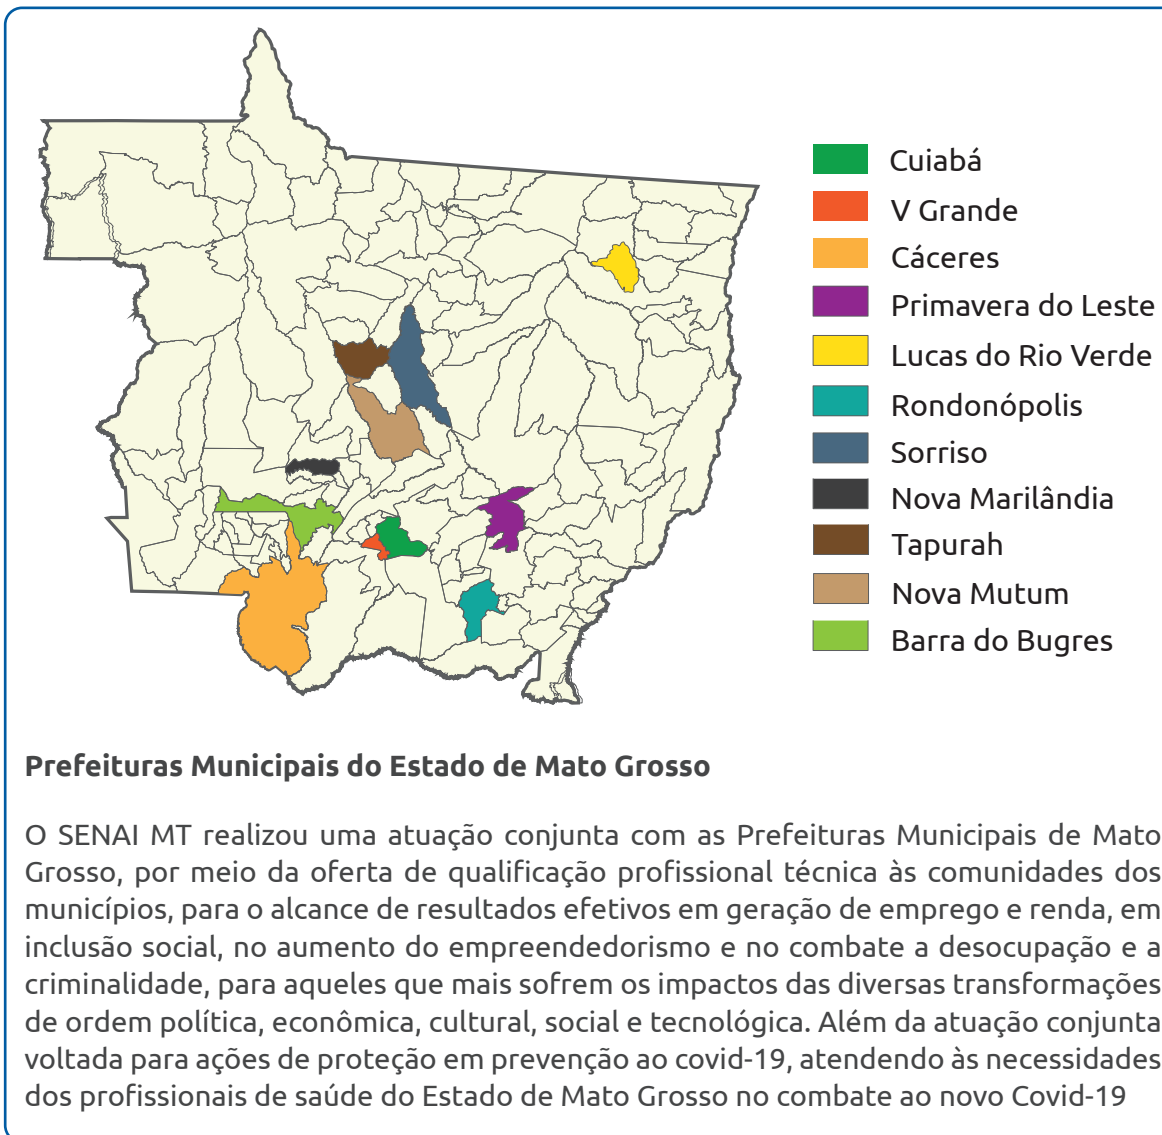 Cuiabá
V Grande
Cáceres
Primavera do Leste
Lucas do Rio Verde
Rondonópolis
Sorriso
Nova Marilândia
Tapurah
Nova Mutum
Barra do Bugres
Prefeituras Municipais do Estado de Mato Grosso
O SENAI MT realizou uma atuação conjunta com as Prefeituras Municipais de Mato
Grosso, por meio da oferta de qualificação profissional técnica às comunidades dos
municípios, para o alcance de resultados efetivos em geração de emprego e renda, em
inclusão social, no aumento do empreendedorismo e no combate a desocupação e a
criminalidade, para aqueles que mais sofrem os impactos das diversas transformações
de ordem política, econômica, cultural, social e tecnológica. Além da atuação conjunta
voltada para ações de proteção em prevenção ao covid-19, atendendo às necessidades
dos profissionais de saúde do Estado de Mato Grosso no combate ao novo Covid-19